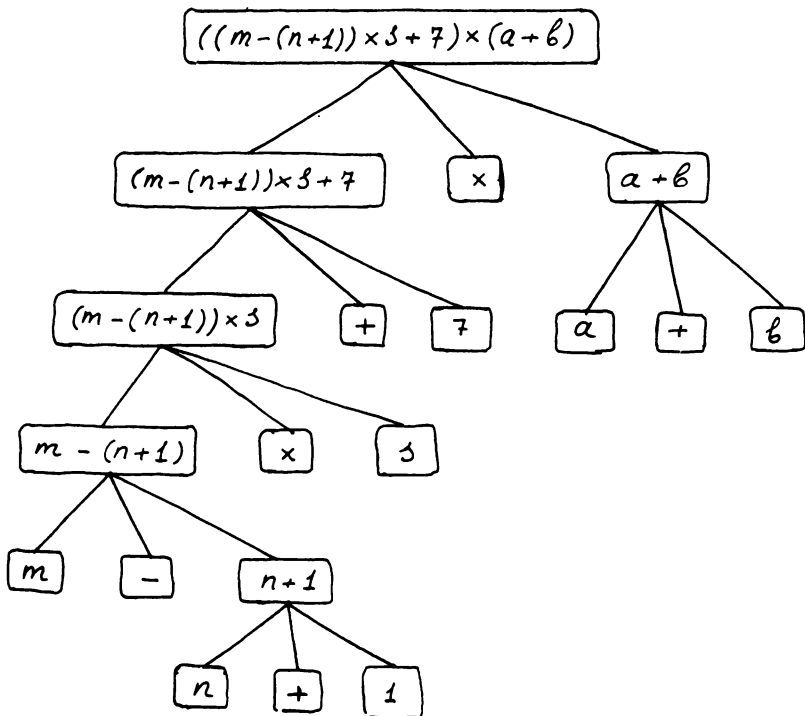 ((m-(n+1))×3+7)×(a+b)
(m-(n+1))×3+7 × a+b
(m-(n+1))×3 + 7 a + b
m-(n+1) × 3
m - n+1
n + 1